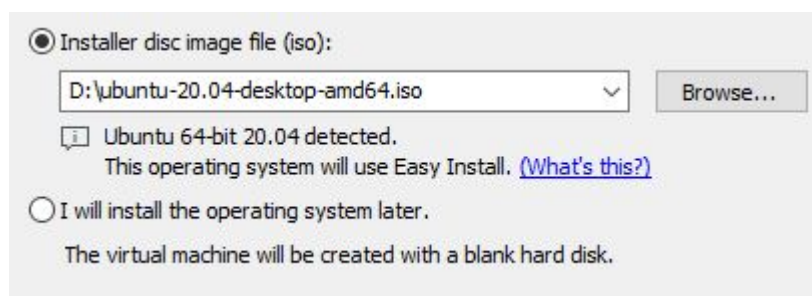 Installer disc image file (iso):
D:\ubuntu-20.04-desktop-amd64.iso
Browse...
Ubuntu 64-bit 20.04 detected.
This operating system will use Easy Install. (What's this?)
I will install the operating system later.
The virtual machine will be created with a blank hard disk.